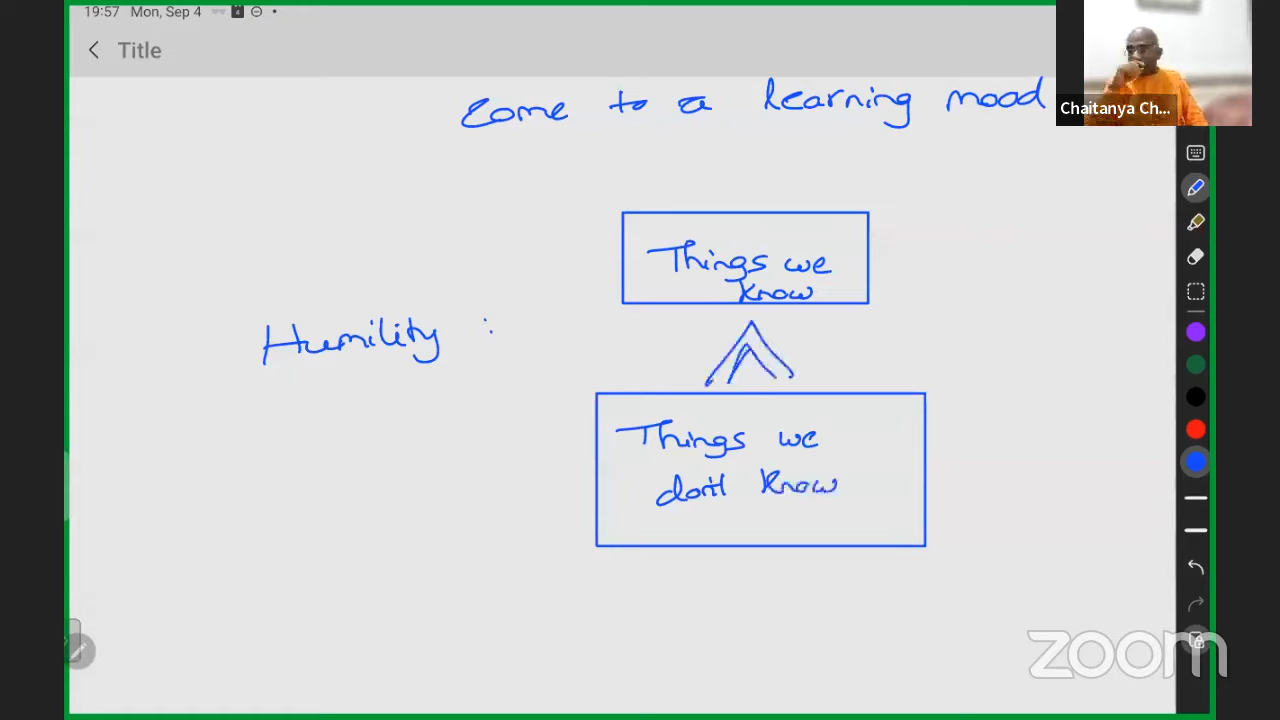 19:57 Mon, Sep 4
Title
come to a learning mood
Chaitanya Ch...
Things we
know
Humility :
Things we
don't know
zoom